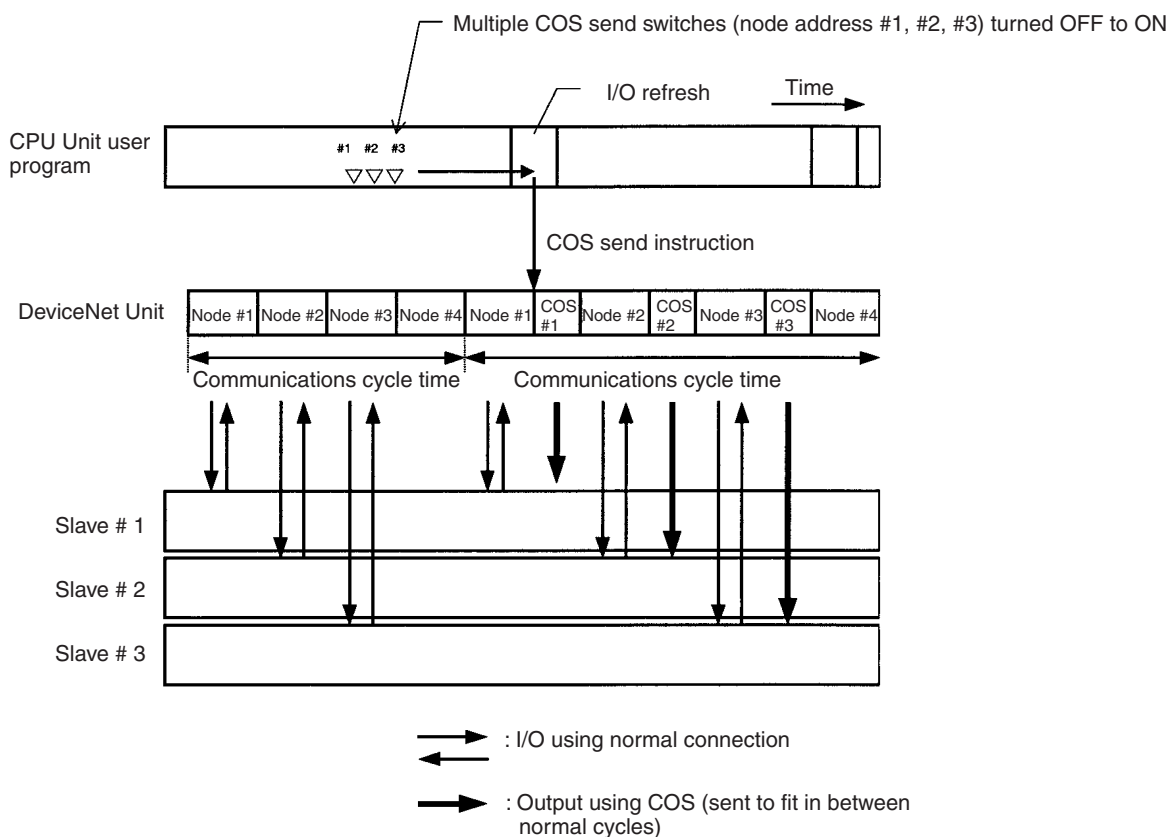 Multiple COS send switches (node address #1, #2, #3) turned OFF to ON
I/O refresh
Time
CPU Unit user
program
#1 #2 #3
COS send instruction
DeviceNet Unit
Node #1 Node #2 Node #3 Node #4 Node #1 COS #1 Node #2 COS #2 Node #3 COS #3 Node #4
Communications cycle time Communications cycle time
Slave # 1
Slave # 2
Slave # 3
: I/O using normal connection
: Output using COS (sent to fit in between
normal cycles)